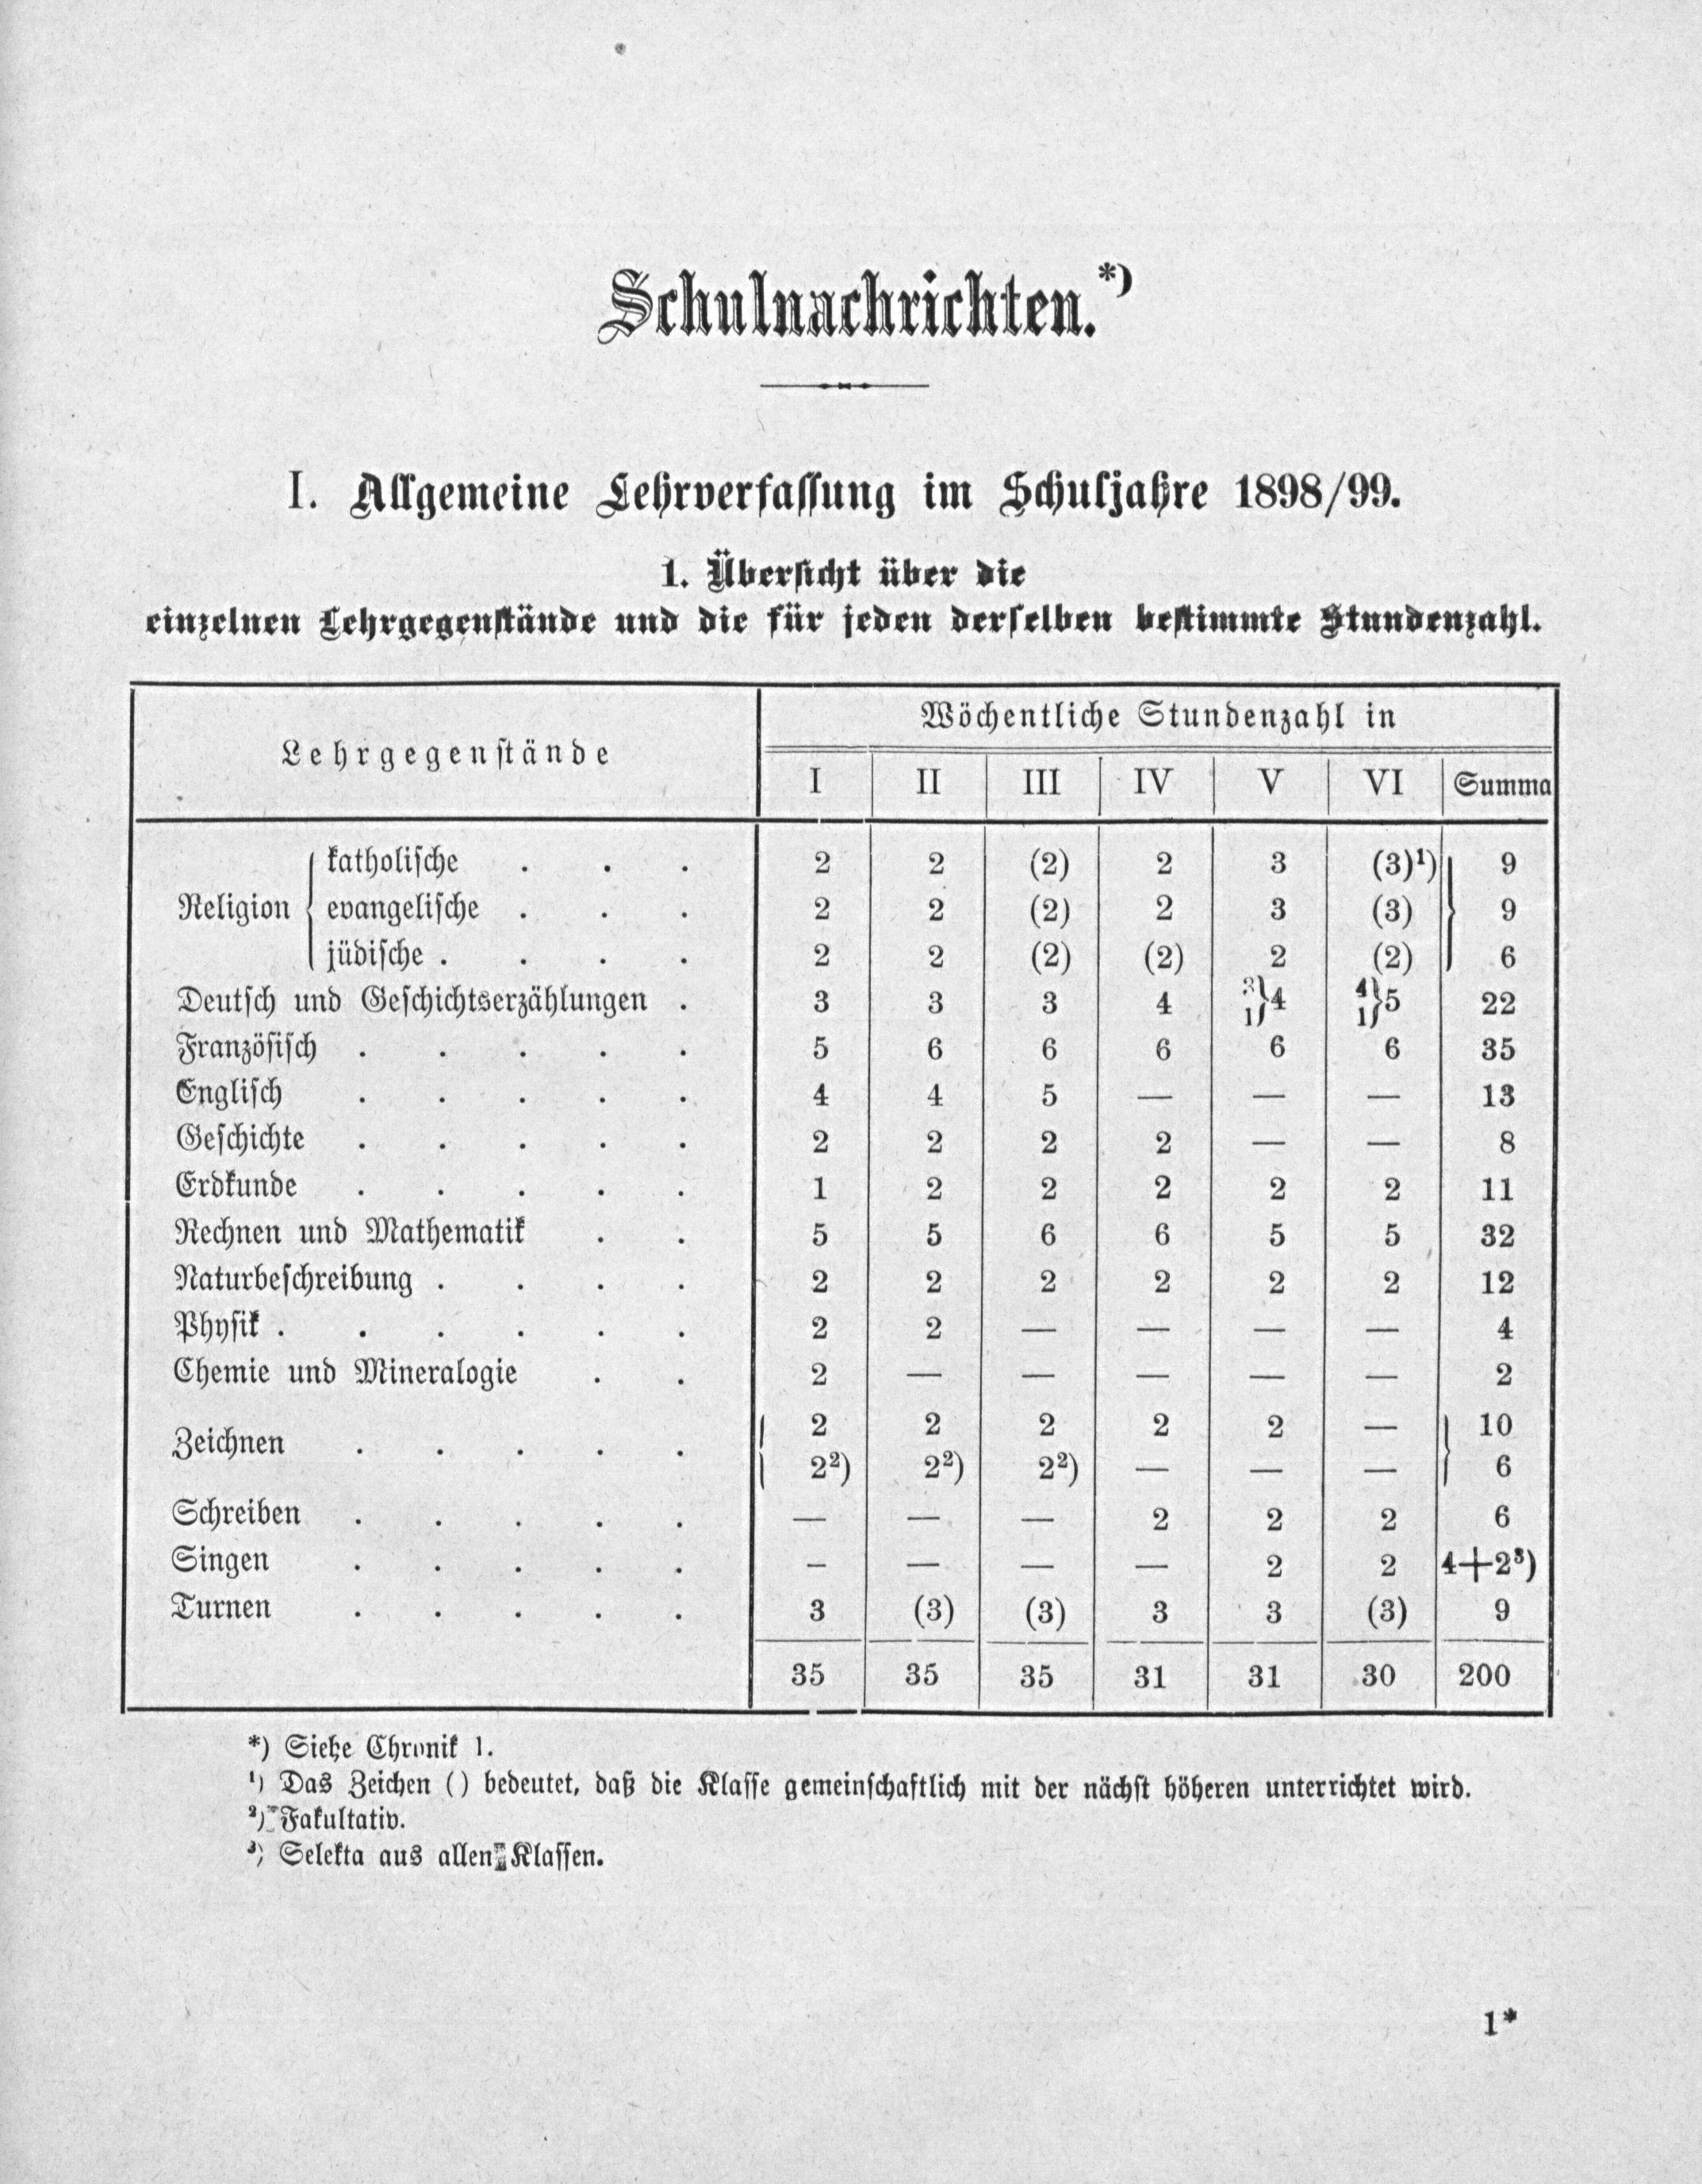 Schulnachrichten.*)
I. Allgemeine Lehrverfassung im Schuljahre 1898/99.
1. Übersicht über die
einzelnen Lehrgegenstände und die für jeden derselben bestimmte Stundenzahl.
Lehrgegenstände
Wöchentliche Stundenzahl in
I II III IV V VI Summa
Religion
katholische . . . 2 2 (2) 2 3 (3)¹) 9
evangelische . . . 2 2 (2) 2 3 (3) 9
jüdische . . . . 2 2 (2) (2) 2 (2) 6
Deutsch und Geschichtserzählungen . 3 3 3 4 3/1}4 4/1}5 22
Französisch . . . . . 5 6 6 6 6 6 35
Englisch . . . . . 4 4 5 — — — 13
Geschichte . . . . . 2 2 2 2 — — 8
Erdkunde . . . . . 1 2 2 2 2 2 11
Rechnen und Mathematik . . 5 5 6 6 5 5 32
Naturbeschreibung . . . . 2 2 2 2 2 2 12
Physik . . . . . . 2 2 — — — — 4
Chemie und Mineralogie . . 2 — — — — — 2
Zeichnen . . . . .
2 2 2 2 2 — 10
2²) 2²) 2²) — — — 6
Schreiben . . . . . — — — 2 2 2 6
Singen . . . . . – — — — 2 2 4+2³)
Turnen . . . . . 3 (3) (3) 3 3 (3) 9
35 35 35 31 31 30 200
*) Siehe Chronik 1.
¹) Das Zeichen () bedeutet, daß die Klasse gemeinschaftlich mit der nächst höheren unterrichtet wird.
²) Fakultativ.
³) Selekta aus allen Klassen.
1*